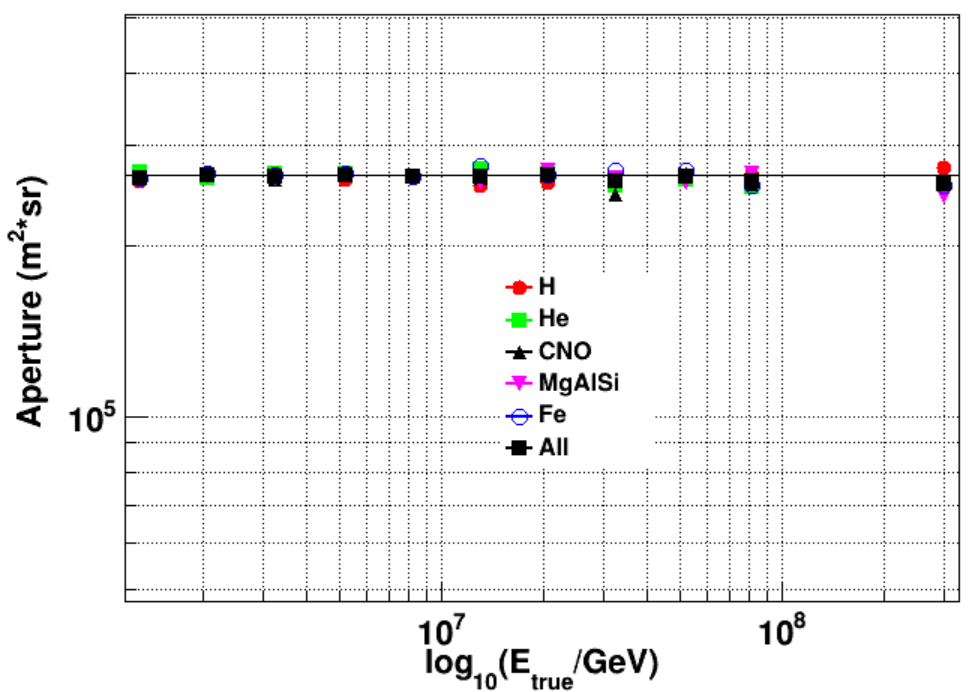 Aperture (m²*sr)
10⁵
H
He
CNO
MgAlSi
Fe
All
10⁷
10⁸
log₁₀(E_true/GeV)